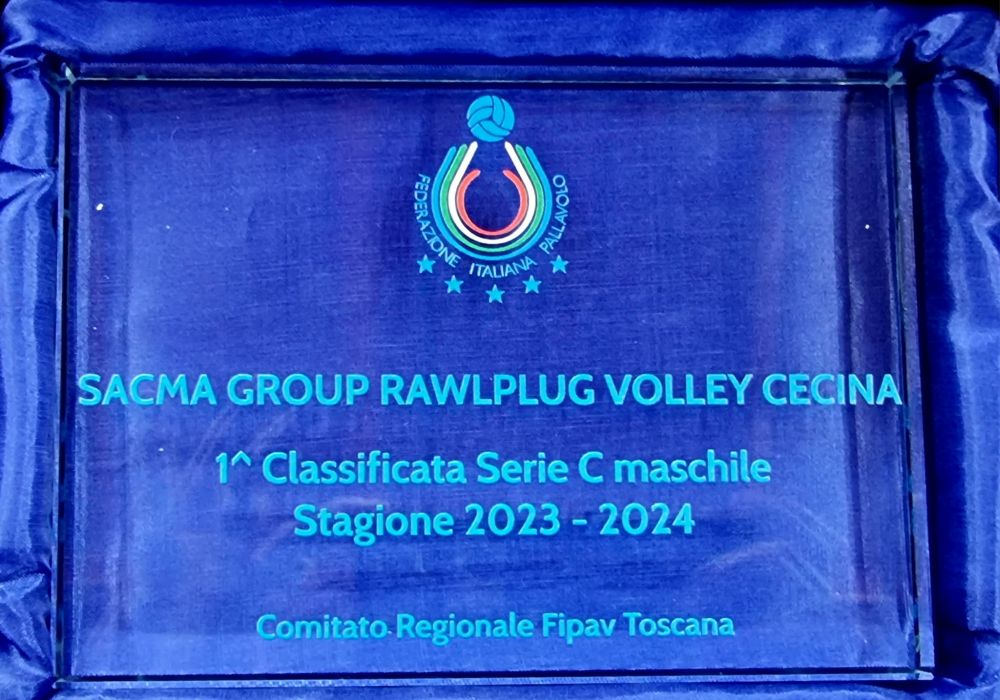 FEDERAZIONE ITALIANA PALLAVOLO
SACMA GROUP RAWLPLUG VOLLEY CECINA
1^ Classificata Serie C maschile
Stagione 2023 - 2024
Comitato Regionale Fipav Toscana